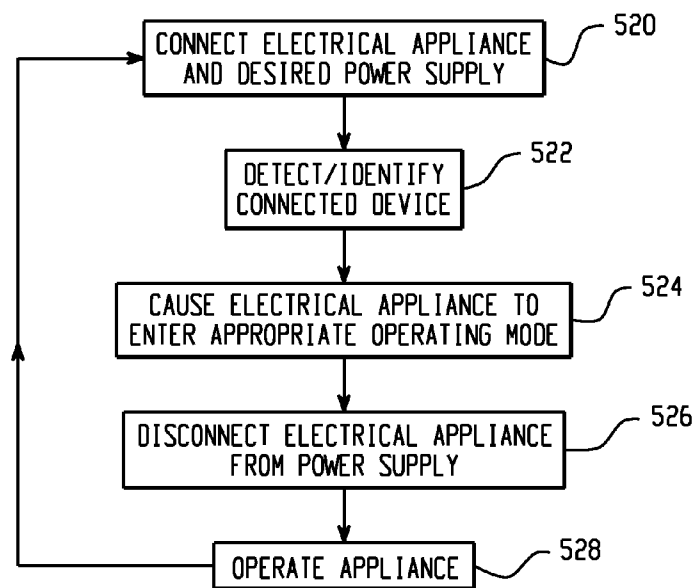 CONNECT ELECTRICAL APPLIANCE
AND DESIRED POWER SUPPLY
520
DETECT/IDENTIFY
CONNECTED DEVICE
522
CAUSE ELECTRICAL APPLIANCE TO
ENTER APPROPRIATE OPERATING MODE
524
DISCONNECT ELECTRICAL APPLIANCE
FROM POWER SUPPLY
526
OPERATE APPLIANCE
528